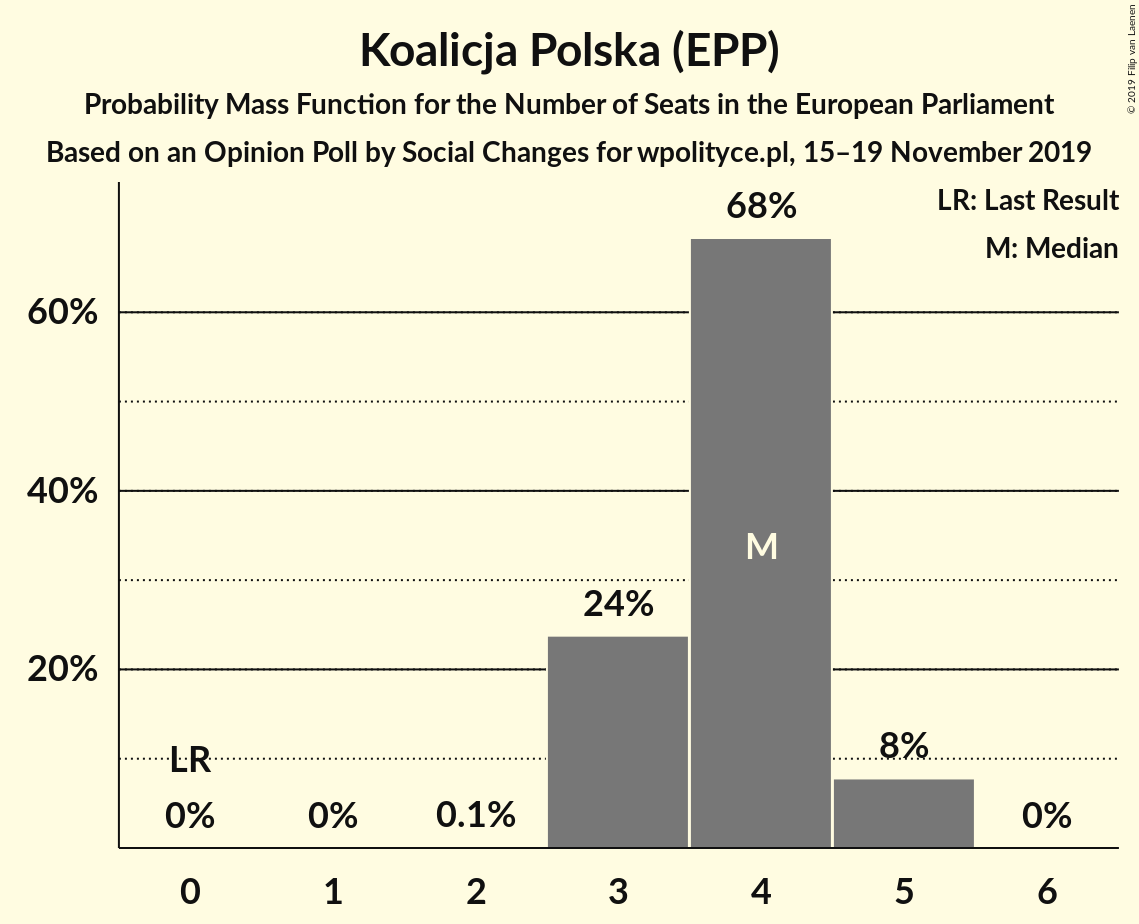 Koalicja Polska (EPP)
Probability Mass Function for the Number of Seats in the European Parliament
Based on an Opinion Poll by Social Changes for wpolityce.pl, 15–19 November 2019
© 2019 Filip van Laenen
LR: Last Result
M: Median
68%
60%
40%
M
24%
20%
8%
LR
0%
0%
0.1%
0%
0
1
2
3
4
5
6